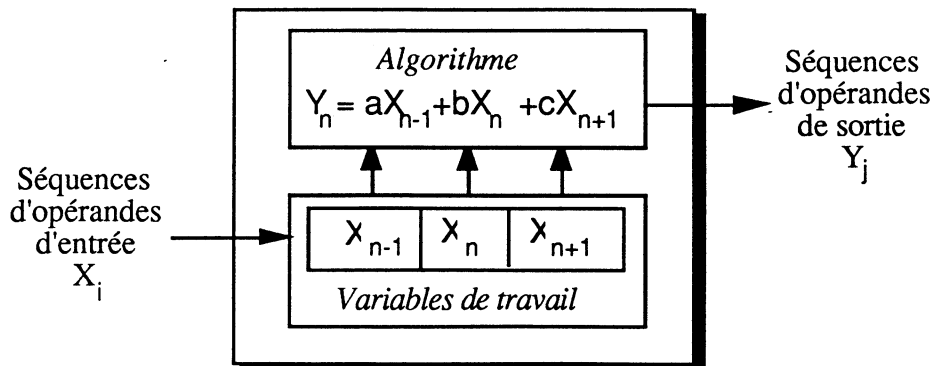 Algorithme
Yn = aXn-1+bXn +cXn+1
Séquences
d'opérandes
de sortie
Yj
Séquences
d'opérandes
d'entrée
Xi
Xn-1 Xn Xn+1
Variables de travail